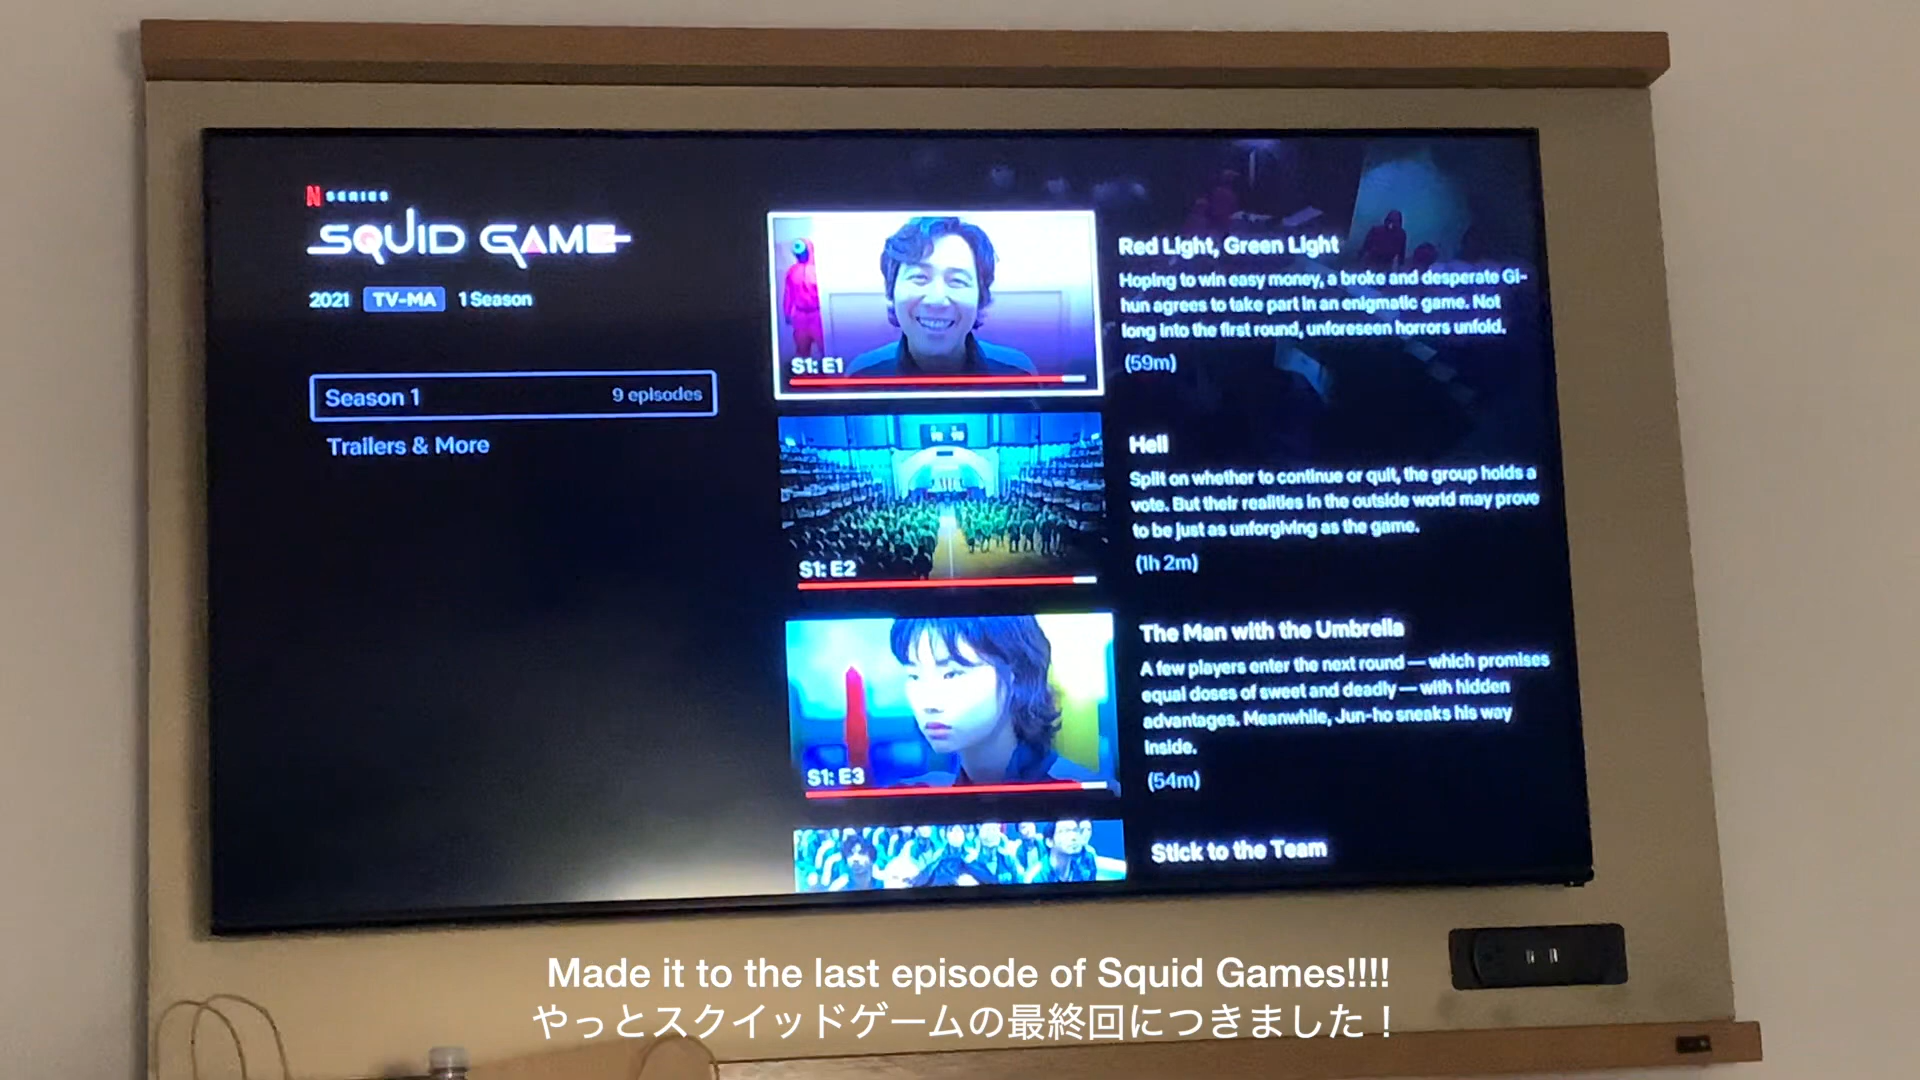 N SERIES
SQUID GAME
2021 TV-MA 1 Season
Season 1 9 episodes
Trailers & More
S1: E1
Red Light, Green Light
Hoping to win easy money, a broke and desperate Gi-
hun agrees to take part in an enigmatic game. Not
long into the first round, unforeseen horrors unfold.
(59m)
S1: E2
Hell
Split on whether to continue or quit, the group holds a
vote. But their realities in the outside world may prove
to be just as unforgiving as the game.
(1h 2m)
S1: E3
The Man with the Umbrella
A few players enter the next round — which promises
equal doses of sweet and deadly — with hidden
advantages. Meanwhile, Jun-ho sneaks his way
inside.
(54m)
Stick to the Team
Made it to the last episode of Squid Games!!!!
やっとスクイッドゲームの最終回につきました！